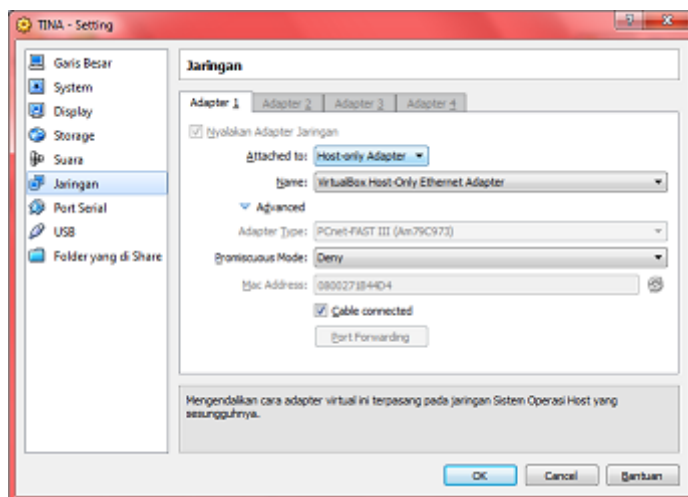 TINA - Setting
Garis Besar
System
Display
Storage
Suara
Jaringan
Port Serial
USB
Folder yang di Share
Jaringan
Adapter 1 Adapter 2 Adapter 3 Adapter 4
Nyalakan Adapter Jaringan
Attached to: Host-only Adapter
Name: VirtualBox Host-Only Ethernet Adapter
Advanced
Adapter Type: PCnet-FAST III (Am79C973)
Promiscuous Mode: Deny
Mac Address: 0800271B44D4
Cable connected
Port Forwarding
Mengendalikan cara adapter virtual ini terpasang pada jaringan Sistem Operasi Host yang
sesungguhnya.
OK Cancel Bantuan